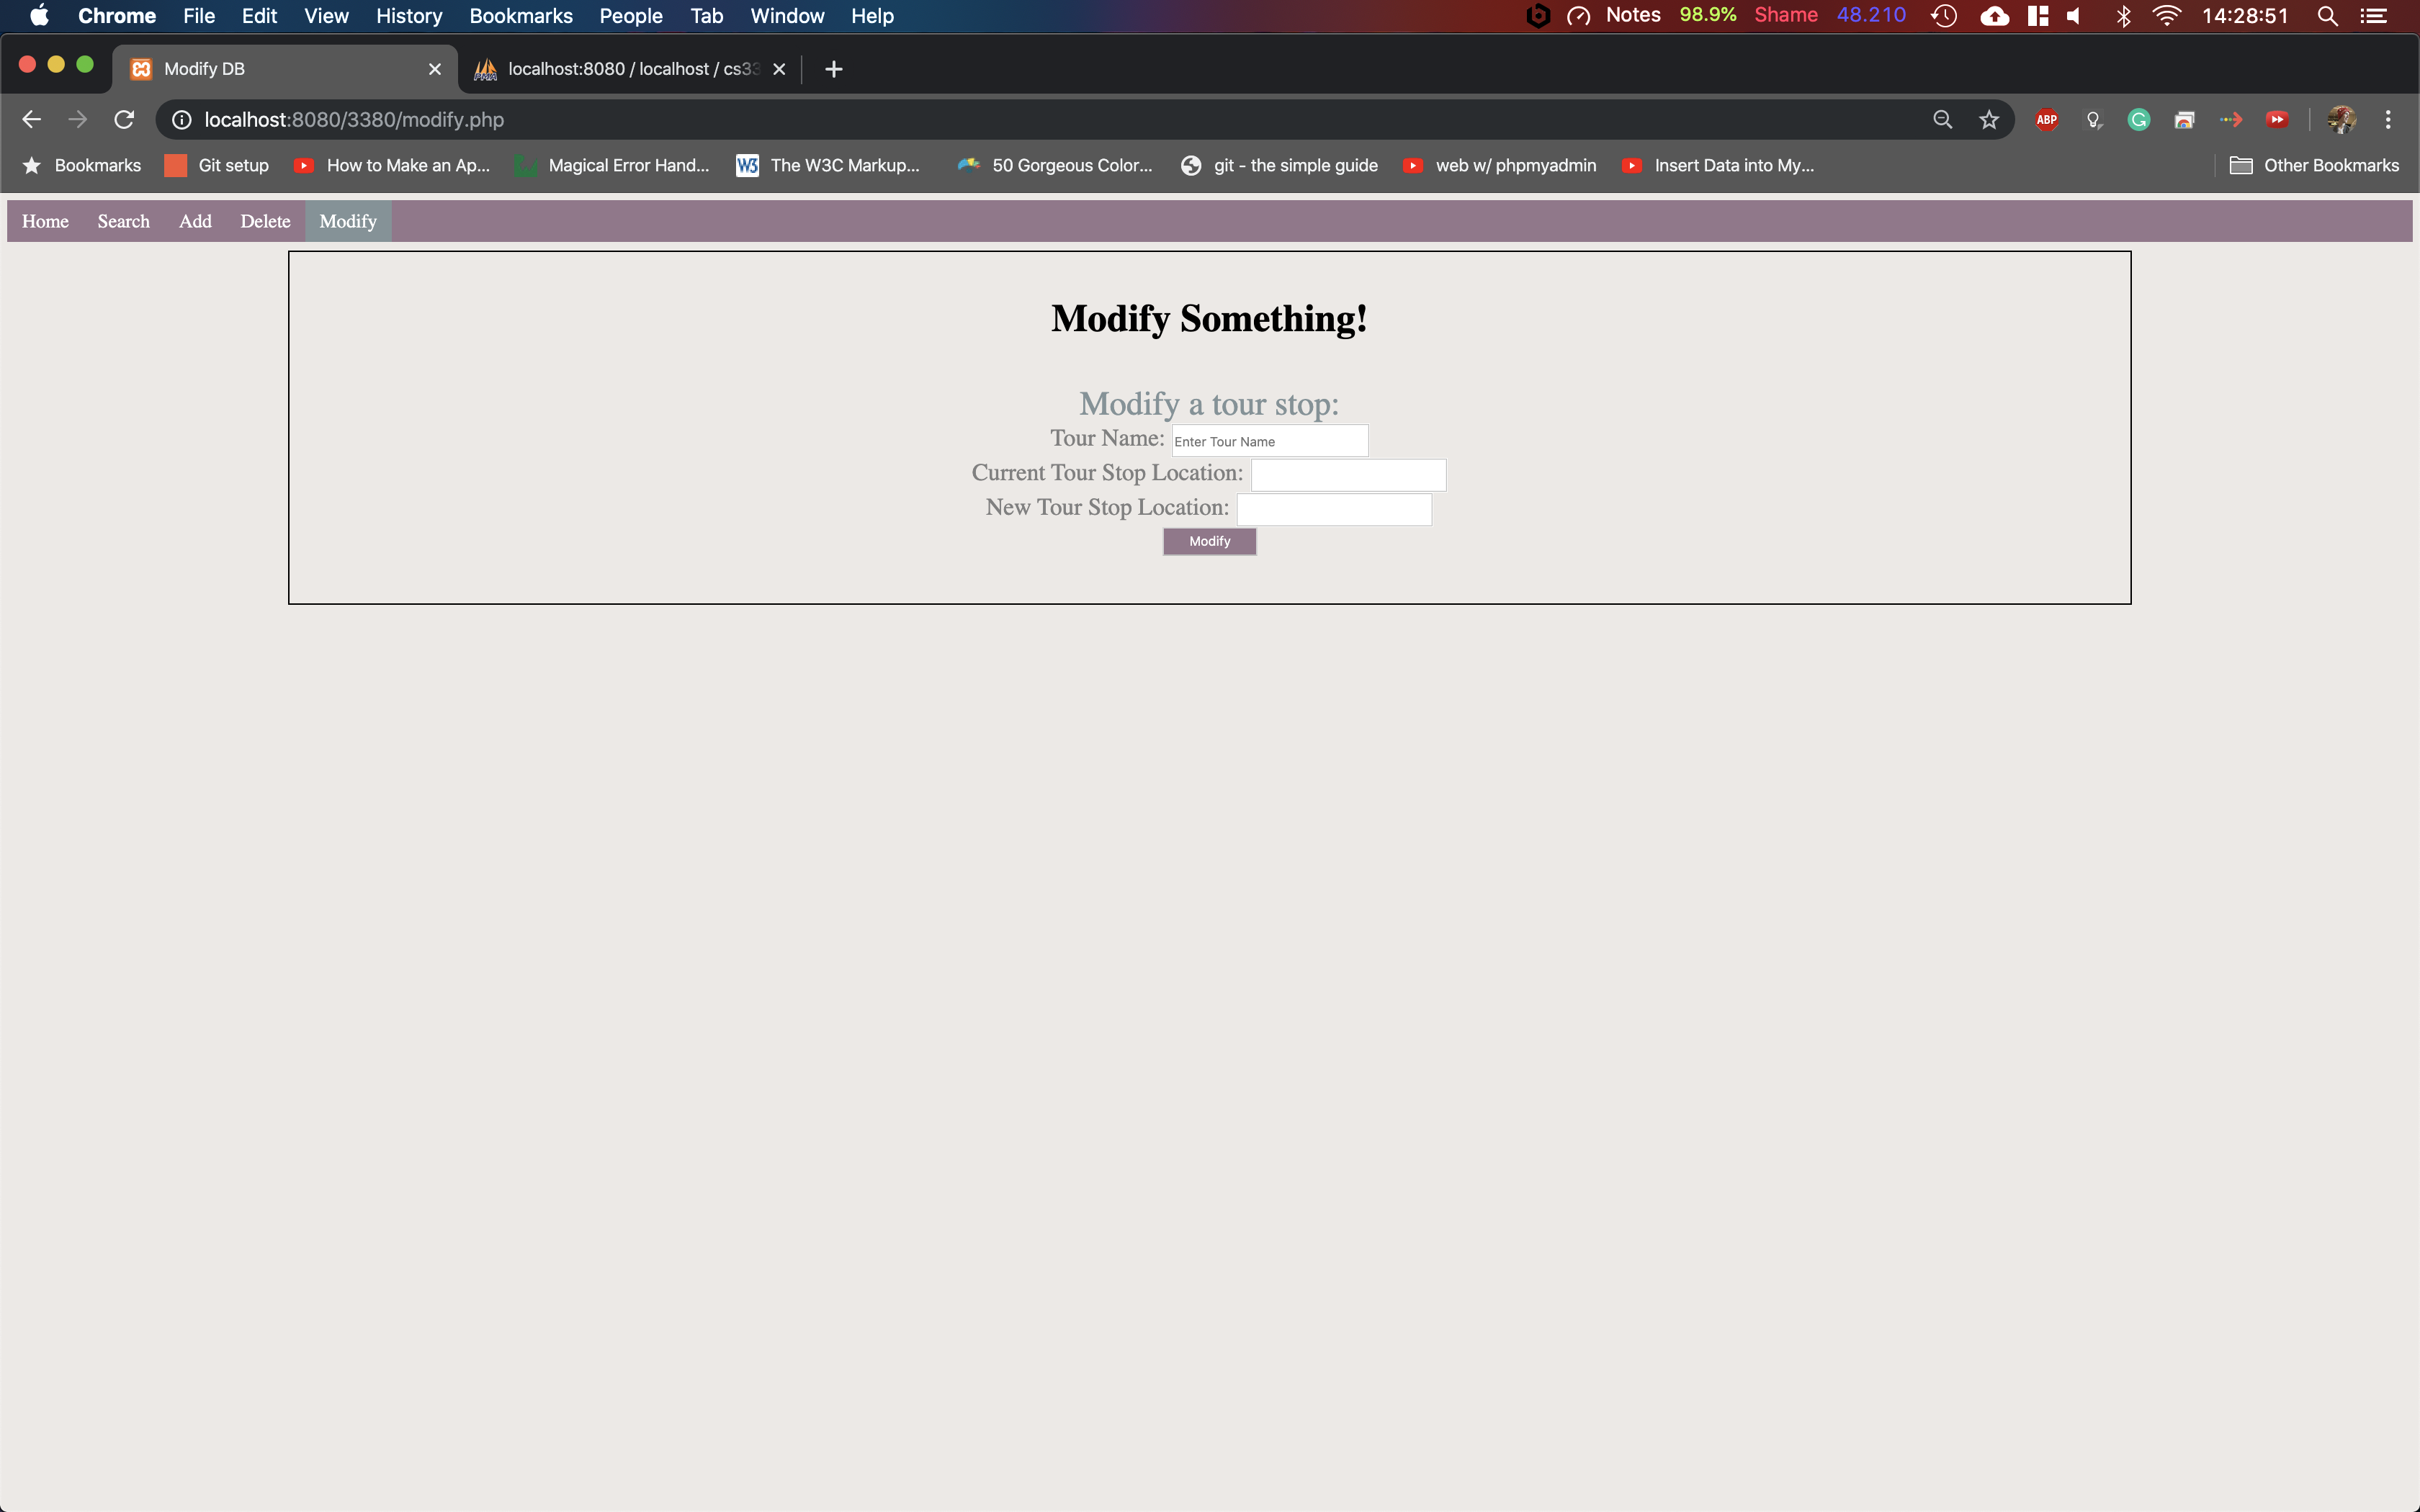 Chrome File Edit View History Bookmarks People Tab Window Help Notes 98.9% Shame 48.210 14:28:51
Modify DB localhost:8080 / localhost / cs33
localhost:8080/3380/modify.php ABP
Bookmarks Git setup How to Make an Ap... Magical Error Hand... W3 The W3C Markup... 50 Gorgeous Color... git - the simple guide web w/ phpmyadmin Insert Data into My... Other Bookmarks
Home Search Add Delete Modify
Modify Something!
Modify a tour stop:
Tour Name: Enter Tour Name
Current Tour Stop Location:
New Tour Stop Location:
Modify